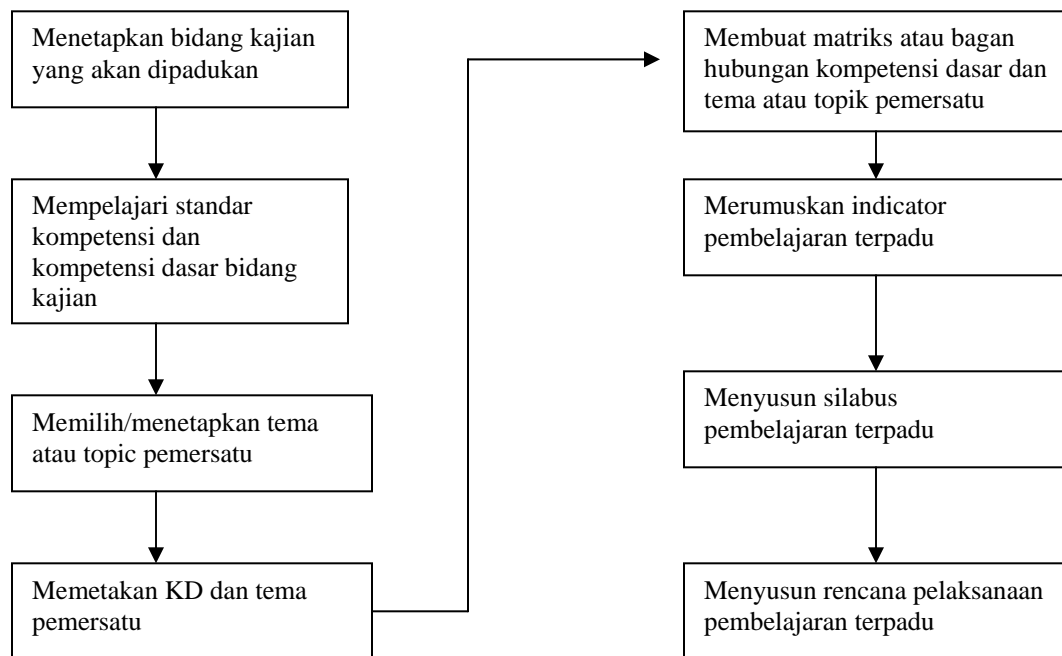 Menetapkan bidang kajian
yang akan dipadukan
Mempelajari standar
kompetensi dan
kompetensi dasar bidang
kajian
Memilih/menetapkan tema
atau topic pemersatu
Memetakan KD dan tema
pemersatu
Membuat matriks atau bagan
hubungan kompetensi dasar dan
tema atau topik pemersatu
Merumuskan indicator
pembelajaran terpadu
Menyusun silabus
pembelajaran terpadu
Menyusun rencana pelaksanaan
pembelajaran terpadu